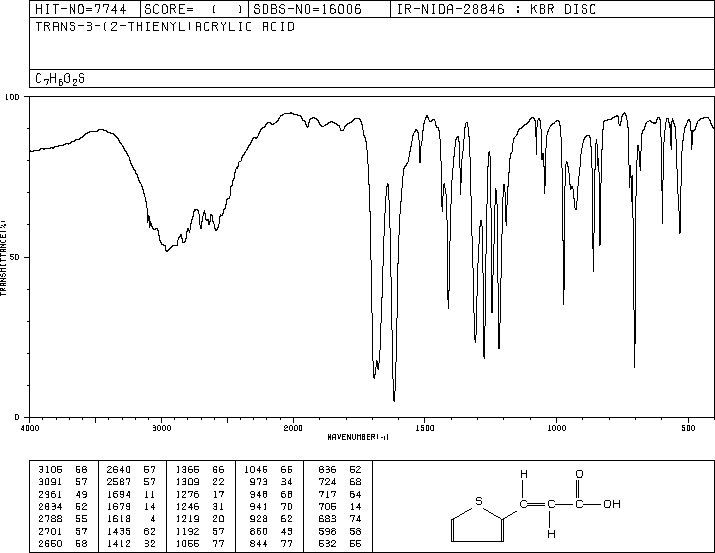 HIT-NO=7744 SCORE= ( ) SDBS-NO=16006 IR-NIDA-28846 : KBR DISC
TRANS-3-(2-THIENYL)ACRYLIC ACID
C7H6O2S
100
50
0
TRANSMITTANCE(%)
4000 3000 2000 1500 1000 500
WAVENUMBER(-1)
3105 68 2640 57 1366 66 1046 66 836 52
3091 57 2587 57 1309 22 973 34 724 68
2961 49 1694 11 1276 17 948 68 717 64
2834 52 1679 14 1246 31 941 70 706 14
2788 55 1618 4 1219 20 928 62 683 74
2701 57 1435 62 1192 57 860 49 598 58
2650 58 1412 32 1066 77 844 77 532 55
H O
S C C C OH
H